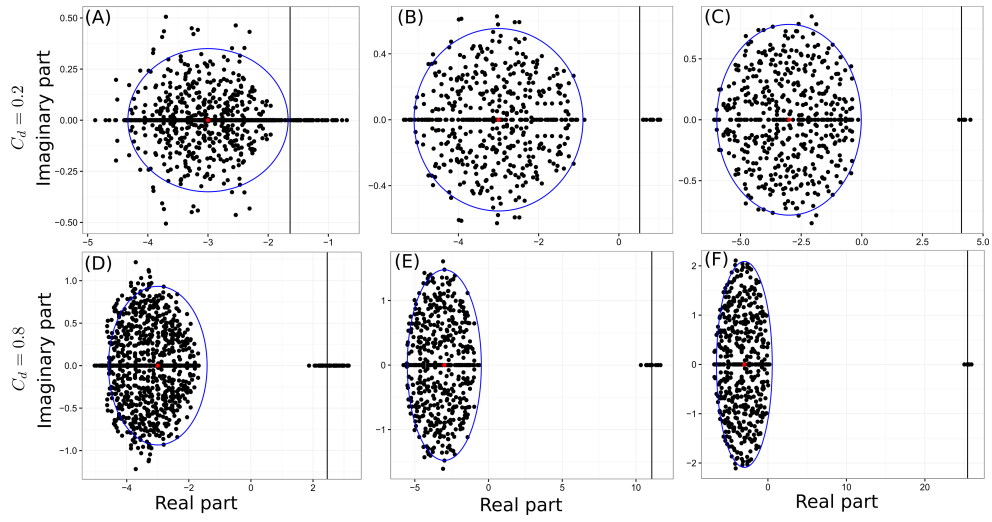 (A) (B) (C)
C_d = 0.2
Imaginary part
0.50
0.25
0.00
−0.25
−0.50
−5 −4 −3 −2 −1
0.4
0.0
−0.4
−4 −2 0 2
0.5
0.0
−0.5
−5.0 −2.5 0.0 2.5 5.0
(D) (E) (F)
C_d = 0.8
Imaginary part
1.0
0.5
0.0
−0.5
−1.0
−4 −2 0 2
Real part
1
0
−1
−5 0 5 10
Real part
2
1
0
−1
−2
0 10 20
Real part